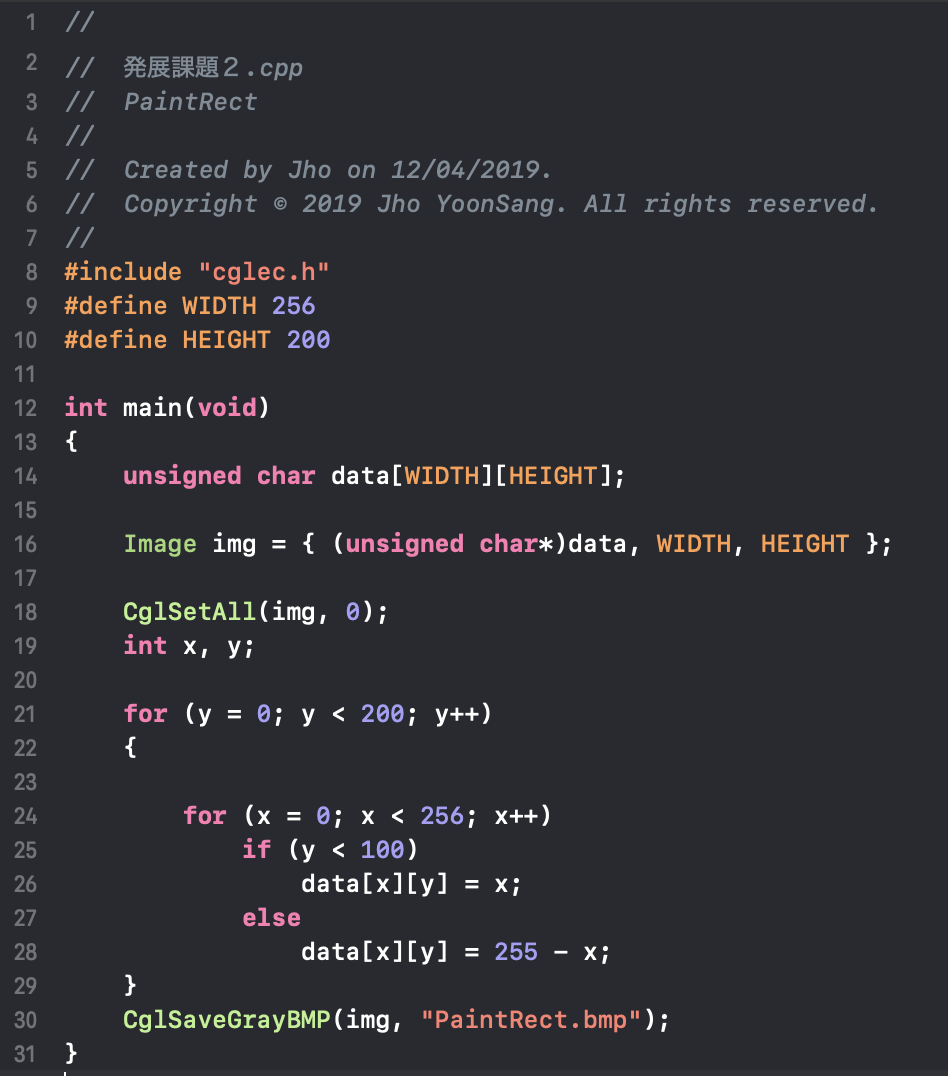 1 //
2 //  発展課題２.cpp
3 //  PaintRect
4 //
5 //  Created by Jho on 12/04/2019.
6 //  Copyright © 2019 Jho YoonSang. All rights reserved.
7 //
8 #include "cglec.h"
9 #define WIDTH 256
10 #define HEIGHT 200
11
12 int main(void)
13 {
14     unsigned char data[WIDTH][HEIGHT];
15
16     Image img = { (unsigned char*)data, WIDTH, HEIGHT };
17
18     CglSetAll(img, 0);
19     int x, y;
20
21     for (y = 0; y < 200; y++)
22     {
23
24         for (x = 0; x < 256; x++)
25             if (y < 100)
26                 data[x][y] = x;
27             else
28                 data[x][y] = 255 - x;
29     }
30     CglSaveGrayBMP(img, "PaintRect.bmp");
31 }